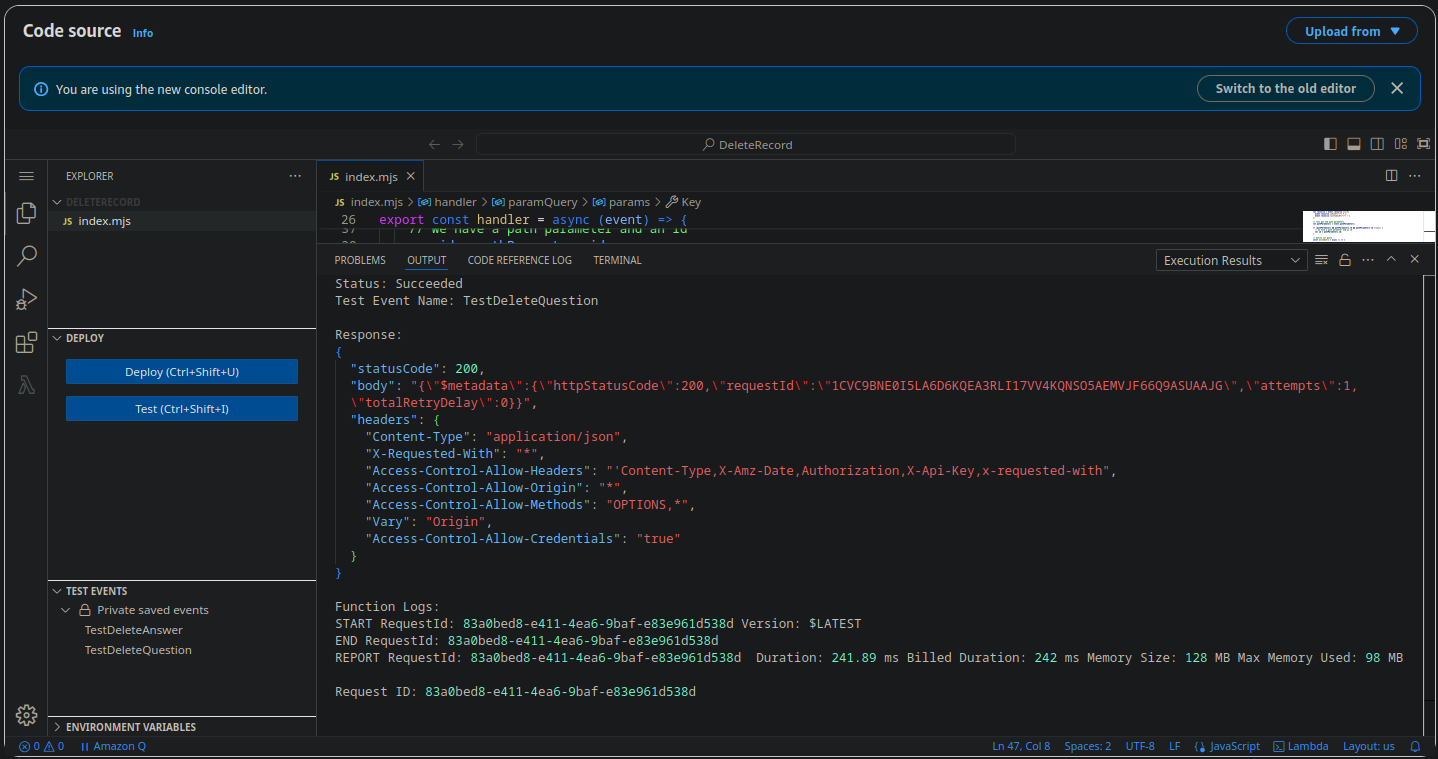 Code source Info
Upload from
You are using the new console editor.
Switch to the old editor
DeleteRecord
EXPLORER
DELETERECORD
JS index.mjs
DEPLOY
Deploy (Ctrl+Shift+U)
Test (Ctrl+Shift+I)
TEST EVENTS
Private saved events
TestDeleteAnswer
TestDeleteQuestion
ENVIRONMENT VARIABLES
JS index.mjs
JS index.mjs > handler > paramQuery > params > Key
26 export const handler = async (event) => {
37 // we have a path parameter and an id
PROBLEMS OUTPUT CODE REFERENCE LOG TERMINAL
Execution Results
Status: Succeeded
Test Event Name: TestDeleteQuestion
Response:
{
"statusCode": 200,
"body": "{\"$metadata\":{\"httpStatusCode\":200,\"requestId\":\"1CVC9BNE0I5LA6D6KQEA3RLI17VV4KQNSO5AEMVJF66Q9ASUAAJG\",\"attempts\":1,
\"totalRetryDelay\":0}}",
"headers": {
"Content-Type": "application/json",
"X-Requested-With": "*",
"Access-Control-Allow-Headers": "'Content-Type,X-Amz-Date,Authorization,X-Api-Key,x-requested-with",
"Access-Control-Allow-Origin": "*",
"Access-Control-Allow-Methods": "OPTIONS,*",
"Vary": "Origin",
"Access-Control-Allow-Credentials": "true"
}
}
Function Logs:
START RequestId: 83a0bed8-e411-4ea6-9baf-e83e961d538d Version: $LATEST
END RequestId: 83a0bed8-e411-4ea6-9baf-e83e961d538d
REPORT RequestId: 83a0bed8-e411-4ea6-9baf-e83e961d538d Duration: 241.89 ms Billed Duration: 242 ms Memory Size: 128 MB Max Memory Used: 98 MB
Request ID: 83a0bed8-e411-4ea6-9baf-e83e961d538d
0 0 Amazon Q
Ln 47, Col 8 Spaces: 2 UTF-8 LF JavaScript Lambda Layout: us